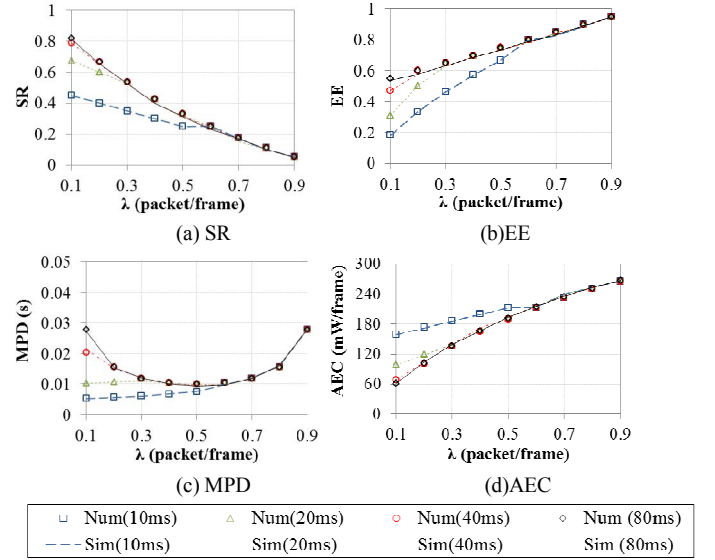 1
0.8
0.6
0.4
0.2
0
SR
0.1 0.3 0.5 0.7 0.9
λ (packet/frame)
(a) SR
1
0.8
0.6
0.4
0.2
0
EE
0.1 0.3 0.5 0.7 0.9
λ (packet/frame)
(b)EE
0.05
0.04
0.03
0.02
0.01
0
MPD (s)
0.1 0.3 0.5 0.7 0.9
λ (packet/frame)
(c) MPD
300
240
180
120
60
0
AEC (mW/frame)
0.1 0.3 0.5 0.7 0.9
λ (packet/frame)
(d)AEC
Num(10ms) Num(20ms) Num(40ms) Num (80ms)
Sim(10ms) Sim(20ms) Sim(40ms) Sim (80ms)